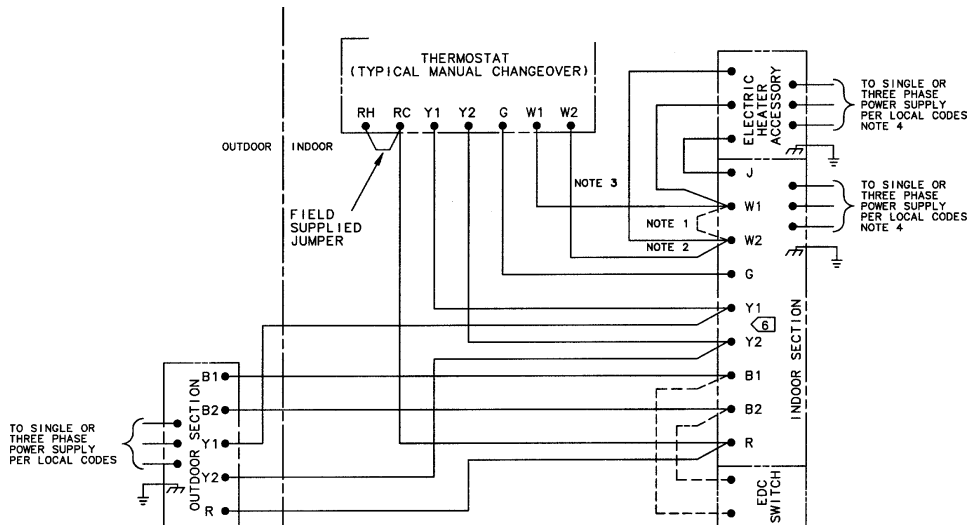 THERMOSTAT
(TYPICAL MANUAL CHANGEOVER)
RH RC Y1 Y2 G W1 W2
OUTDOOR INDOOR
FIELD
SUPPLIED
JUMPER
NOTE 3
NOTE 1
NOTE 2
ELECTRIC
HEATER
ACCESSORY
TO SINGLE OR
THREE PHASE
POWER SUPPLY
PER LOCAL CODES
NOTE 4
J
W1
W2
G
Y1
6
Y2
B1
B2
R
INDOOR SECTION
TO SINGLE OR
THREE PHASE
POWER SUPPLY
PER LOCAL CODES
NOTE 4
EDC
SWITCH
OUTDOOR SECTION
B1
B2
Y1
Y2
R
TO SINGLE OR
THREE PHASE
POWER SUPPLY
PER LOCAL CODES